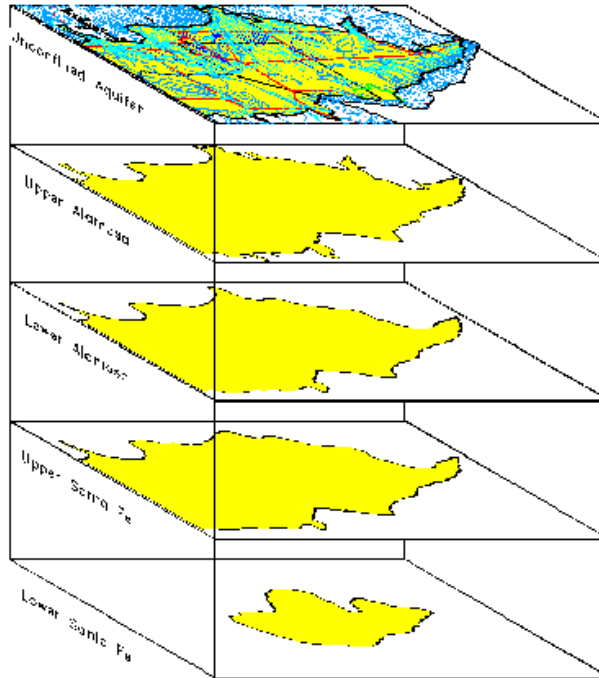 Unconfined Aquifer
Upper Alamosa
Lower Alamosa
Upper Santa Fe
Lower Santa Fe